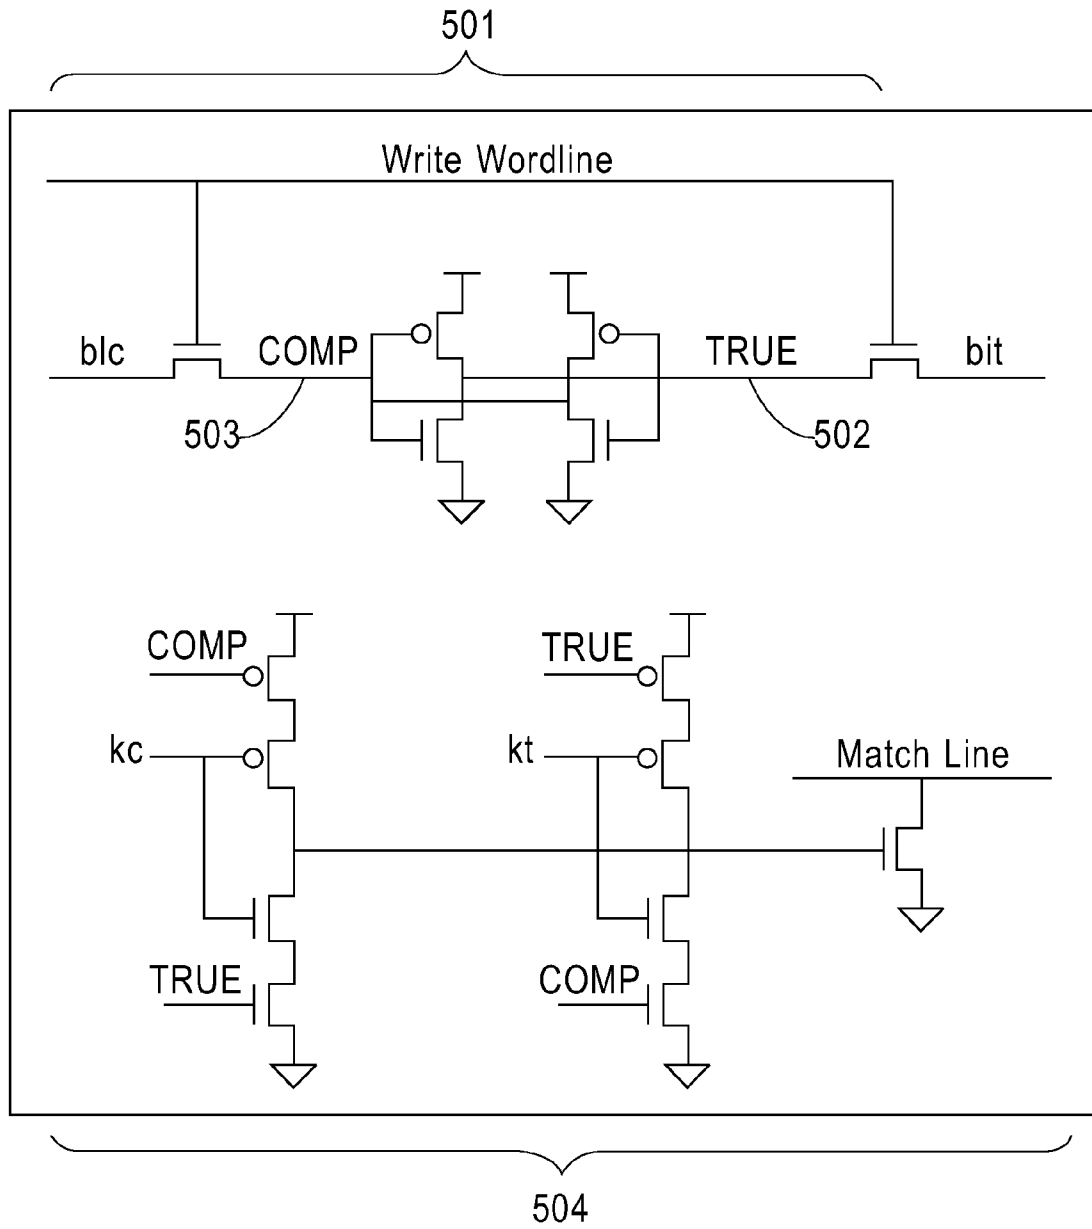 501
Write Wordline
blc
COMP
TRUE
bit
503
502
COMP
TRUE
kc
kt
Match Line
TRUE
COMP
504